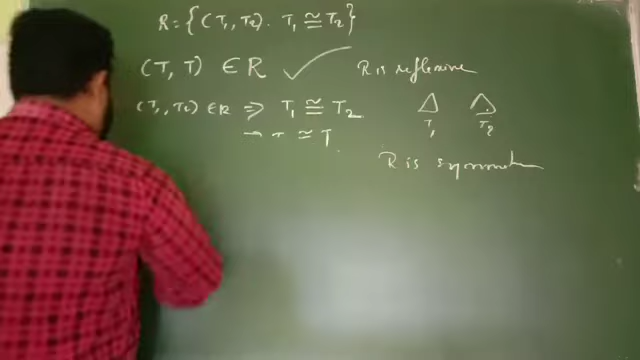 R = { (T₁, T₂) . T₁ ≅ T₂ }
(T, T) ∈ R ✓
R is reflexive
(T₁, T₂) ∈ R ⇒ T₁ ≅ T₂
△ △
T₁ T₂
≅ T
R is symmetric